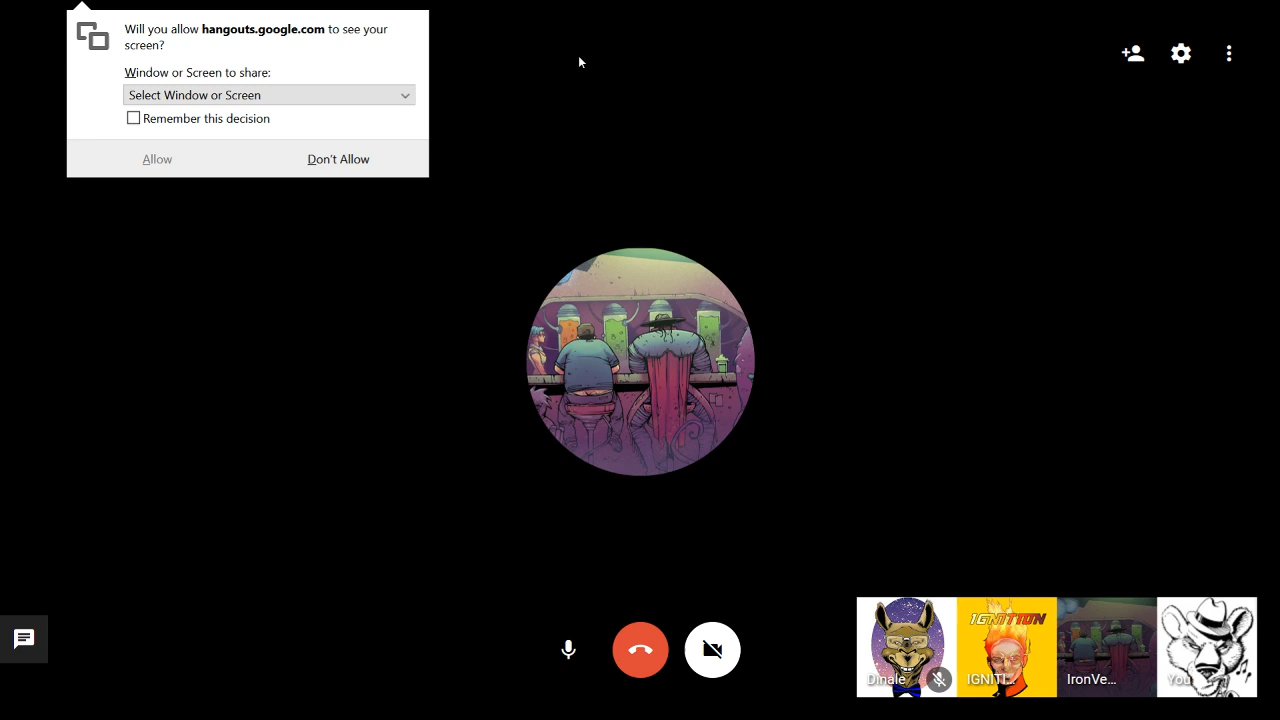 Will you allow hangouts.google.com to see your
screen?
Window or Screen to share:
Select Window or Screen
Remember this decision
Allow
Don't Allow
IGNITION
Dinale
IGNITI...
IronVe...
You